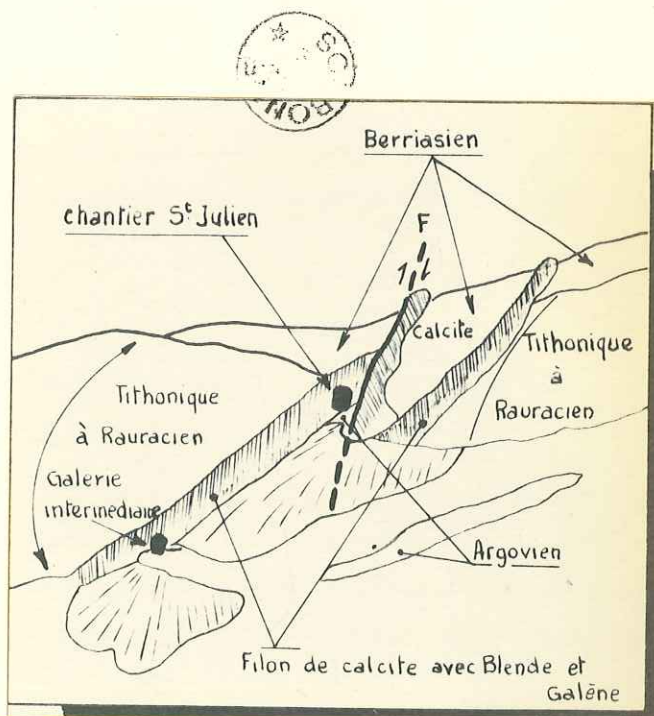 Berriasien
chantier St Julien
F
calcite
Tithonique
à
Rauracien
Tithonique
à Rauracien
Galerie
intermédiaire
Argovien
Filon de calcite avec Blende et
Galène